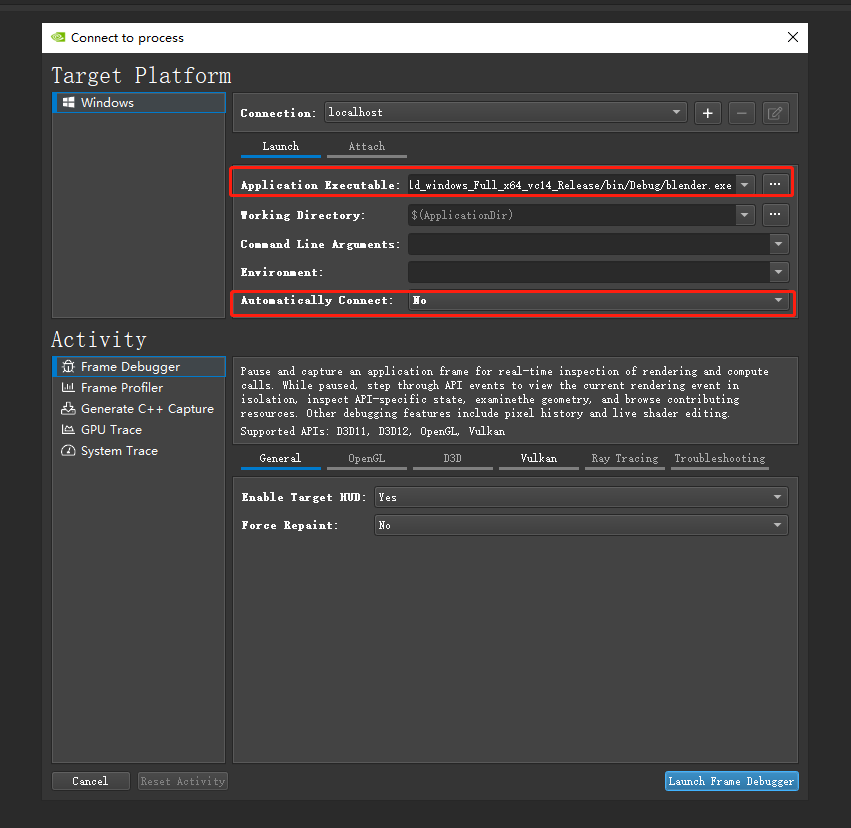 Connect to process
Target Platform
Windows
Connection: localhost
Launch Attach
Application Executable: ld_windows_Full_x64_vc14_Release/bin/Debug/blender.exe
Working Directory: $(ApplicationDir)
Command Line Arguments:
Environment:
Automatically Connect: No
Activity
Frame Debugger
Frame Profiler
Generate C++ Capture
GPU Trace
System Trace
Pause and capture an application frame for real-time inspection of rendering and compute
calls. While paused, step through API events to view the current rendering event in
isolation, inspect API-specific state, examinethe geometry, and browse contributing
resources. Other debugging features include pixel history and live shader editing.
Supported APIs: D3D11, D3D12, OpenGL, Vulkan
General OpenGL D3D Vulkan Ray Tracing Troubleshooting
Enable Target HUD: Yes
Force Repaint: No
Cancel Reset Activity Launch Frame Debugger